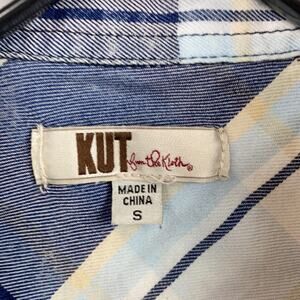 KUT from the Kloth®
MADE IN
CHINA
S